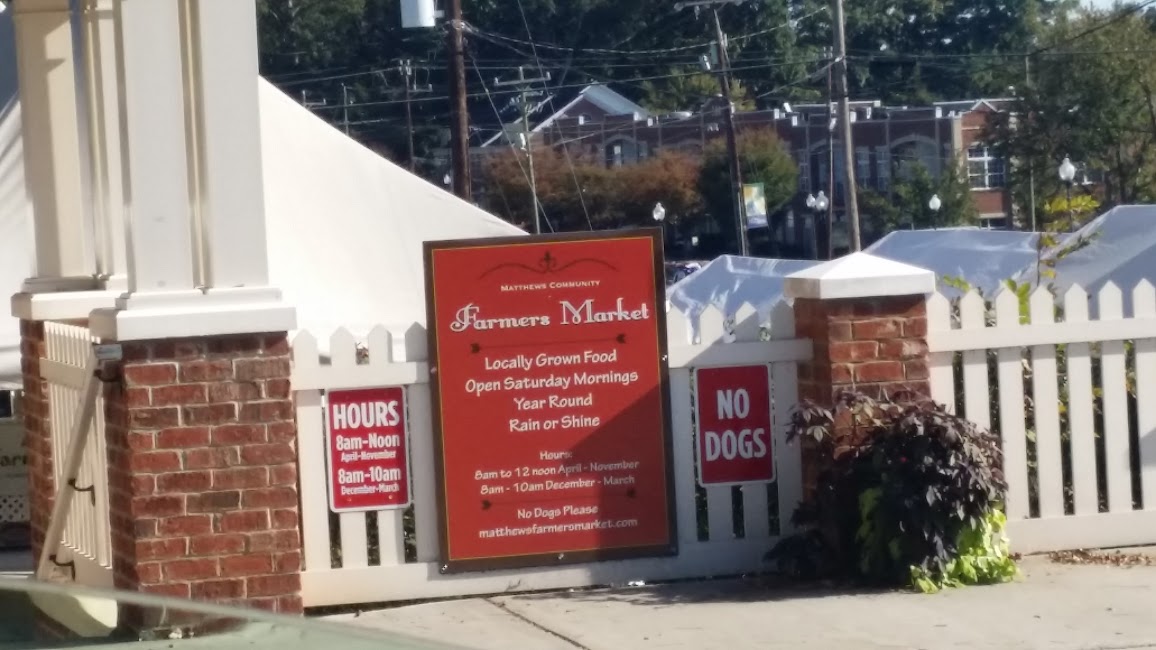 HOURS
8am-Noon
April-November
8am-10am
December-March
Matthews Community
Farmers Market
Locally Grown Food
Open Saturday Mornings
Year Round
Rain or Shine
Hours:
8am to 12 noon April - November
8am - 10am December - March
No Dogs Please
matthewsfarmersmarket.com
NO
DOGS